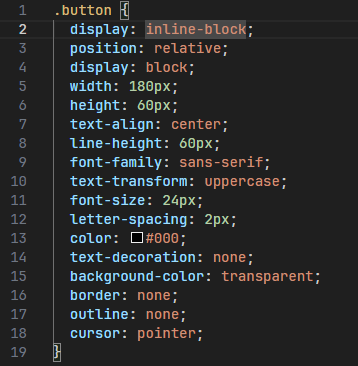 1 .button {
2 display: inline-block;
3 position: relative;
4 display: block;
5 width: 180px;
6 height: 60px;
7 text-align: center;
8 line-height: 60px;
9 font-family: sans-serif;
10 text-transform: uppercase;
11 font-size: 24px;
12 letter-spacing: 2px;
13 color: #000;
14 text-decoration: none;
15 background-color: transparent;
16 border: none;
17 outline: none;
18 cursor: pointer;
19 }